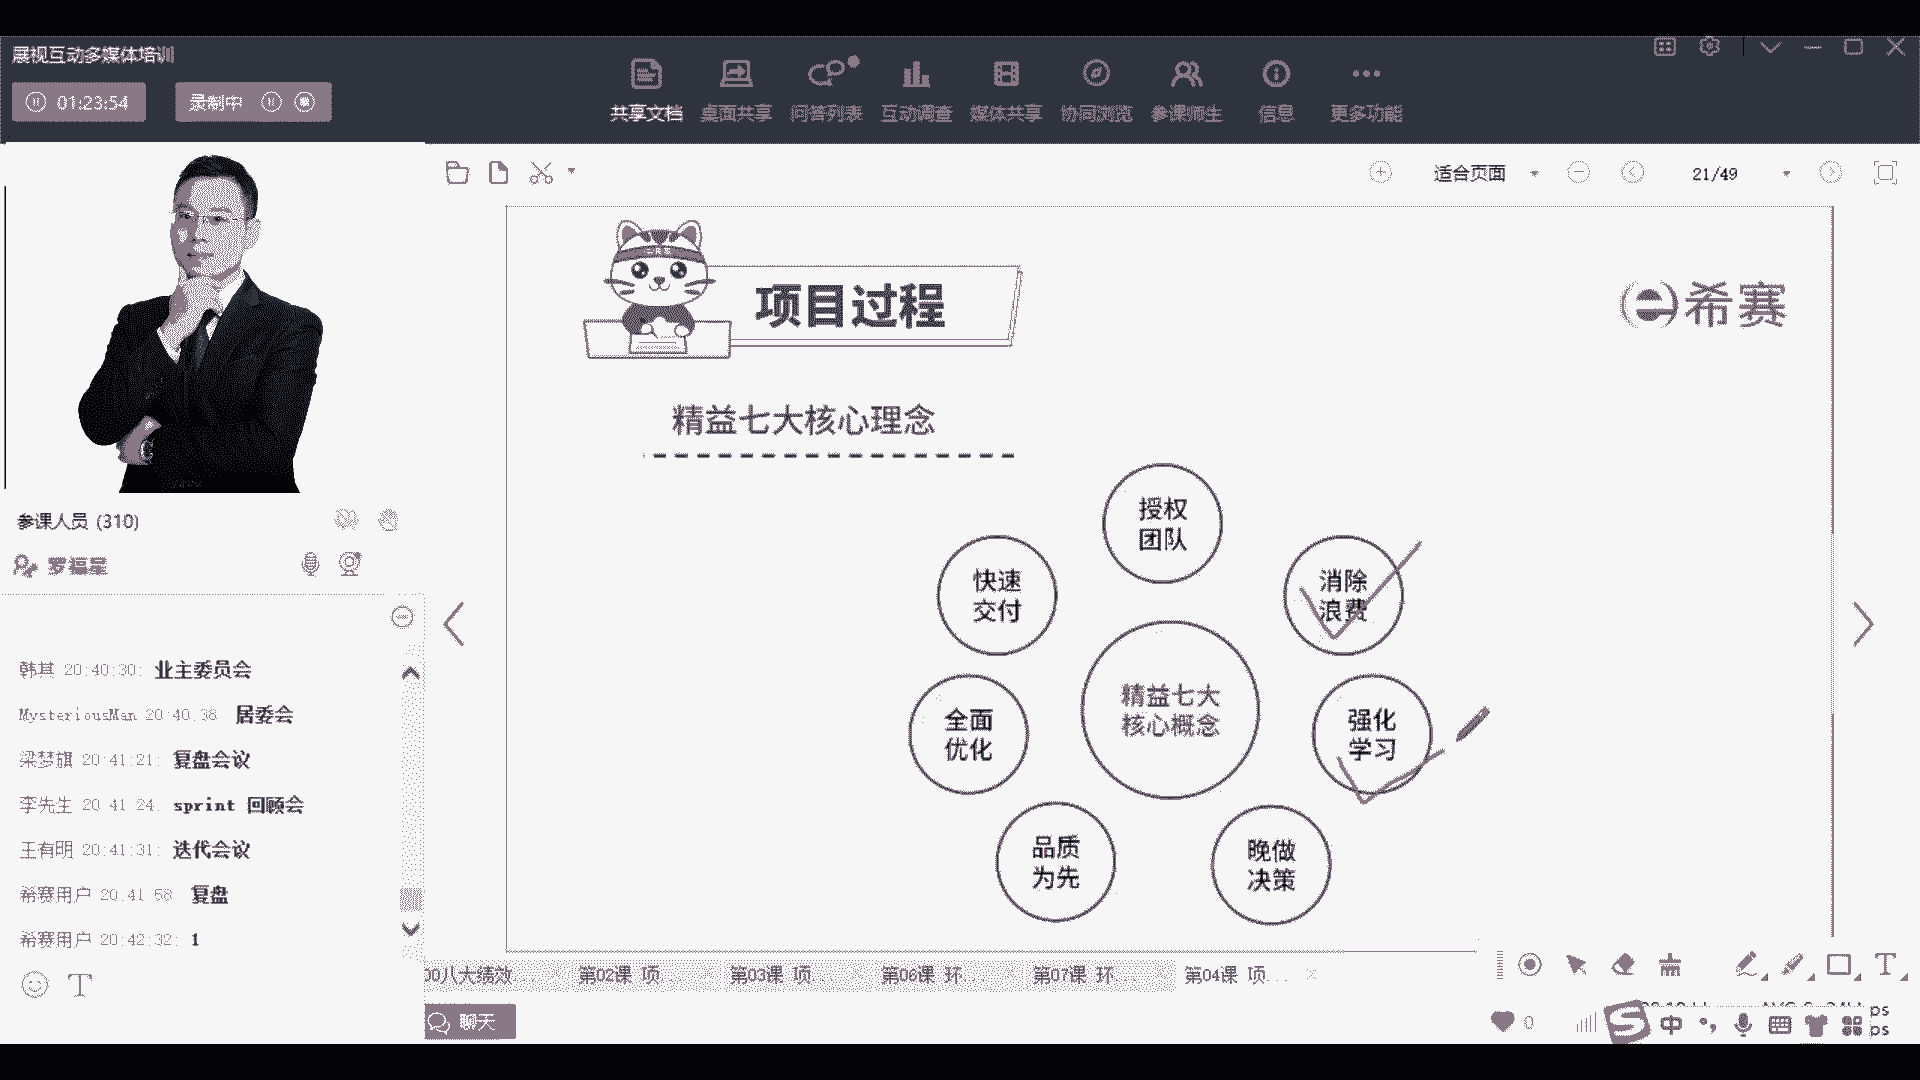 展视互动多媒体培训
01:23:54
录制中
共享文档
桌面共享
问答列表
互动调查
媒体共享
协同浏览
参课师生
信息
更多功能
适合页面
21/49
项目过程
希赛
精益七大核心理念
授权
团队
快速
交付
消除
浪费
精益七大
核心概念
全面
优化
强化
学习
品质
为先
晚做
决策
参课人员 (310)
罗福星
韩其 20:40:30: 业主委员会
MysteriousMan 20:40:38 居委会
梁梦旗 20:41:21: 复盘会议
李先生 20:41:24: sprint 回顾会
王有明 20:41:31: 迭代会议
希赛用户 20:41:58 复盘
希赛用户 20:42:32: 1
00八大绩效...
第02课 项...
第03课 项...
第06课 环...
第07课 环...
第04课 项...
聊天
0
中
ps
ps